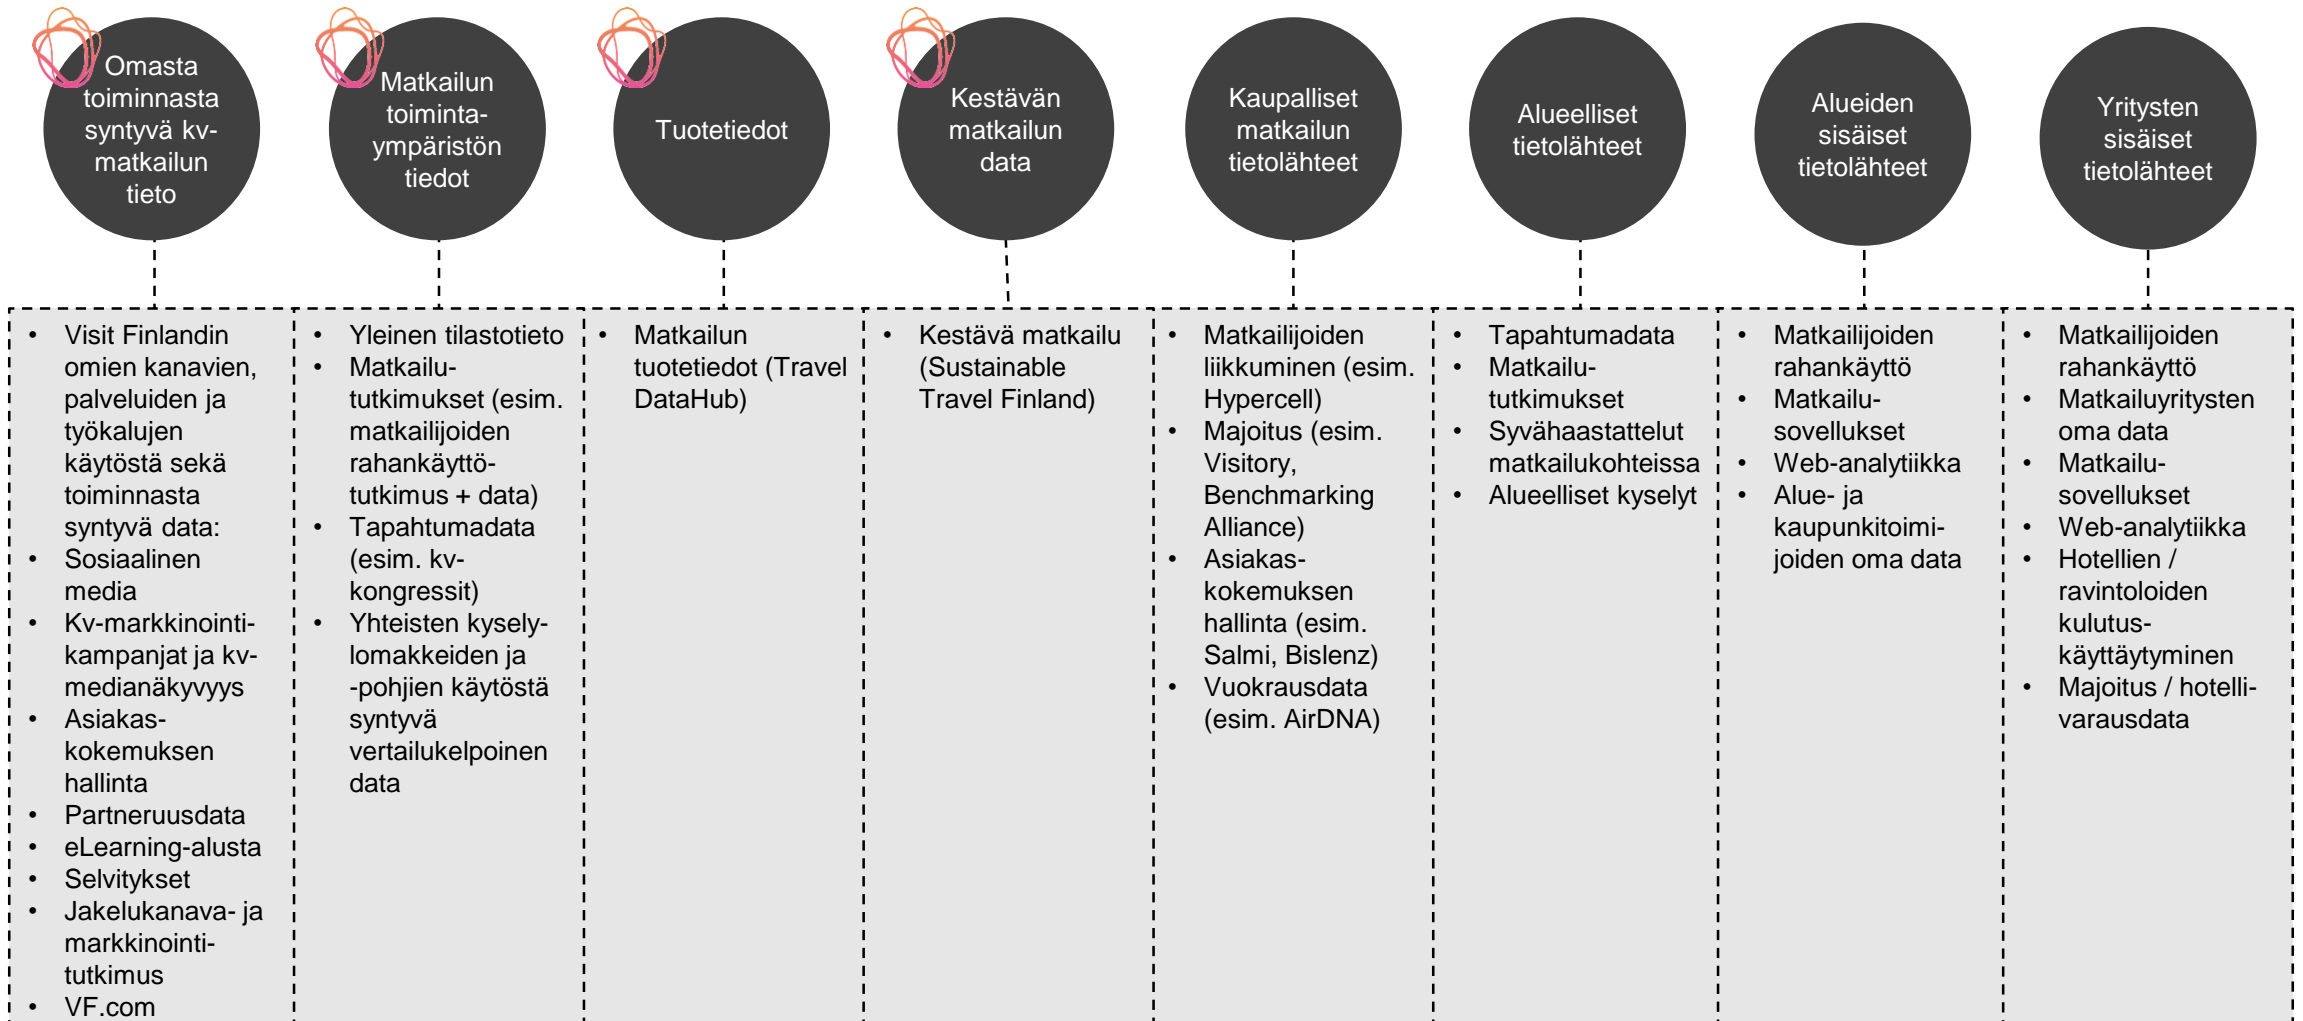 Omasta
toiminnasta
syntyvä kv-
matkailun
tieto
Matkailun
toiminta-
ympäristön
tiedot
Tuotetiedot
Kestävän
matkailun
data
Kaupalliset
matkailun
tietolähteet
Alueelliset
tietolähteet
Alueiden
sisäiset
tietolähteet
Yritysten
sisäiset
tietolähteet
• Visit Finlandin
omien kanavien,
palveluiden ja
työkalujen
käytöstä sekä
toiminnasta
syntyvä data:
• Sosiaalinen
media
• Kv-markkinointi-
kampanjat ja kv-
medianäkyvyys
• Asiakas-
kokemuksen
hallinta
• Partneruusdata
• eLearning-alusta
• Selvitykset
• Jakelukanava- ja
markkinointi-
tutkimus
• VF.com
• Yleinen tilastotieto
• Matkailu-
tutkimukset (esim.
matkailijoiden
rahankäyttö-
tutkimus + data)
• Tapahtumadata
(esim. kv-
kongressit)
• Yhteisten kysely-
lomakkeiden ja
-pohjien käytöstä
syntyvä
vertailukelpoinen
data
• Matkailun
tuotetiedot (Travel
DataHub)
• Kestävä matkailu
(Sustainable
Travel Finland)
• Matkailijoiden
liikkuminen (esim.
Hypercell)
• Majoitus (esim.
Visitory,
Benchmarking
Alliance)
• Asiakas-
kokemuksen
hallinta (esim.
Salmi, Bislenz)
• Vuokrausdata
(esim. AirDNA)
• Tapahtumadata
• Matkailu-
tutkimukset
• Syvähaastattelut
matkailukohteissa
• Alueelliset kyselyt
• Matkailijoiden
rahankäyttö
• Matkailu-
sovellukset
• Web-analytiikka
• Alue- ja
kaupunkitoimi-
joiden oma data
• Matkailijoiden
rahankäyttö
• Matkailuyritysten
oma data
• Matkailu-
sovellukset
• Web-analytiikka
• Hotellien /
ravintoloiden
kulutus-
käyttäytyminen
• Majoitus / hotelli-
varausdata